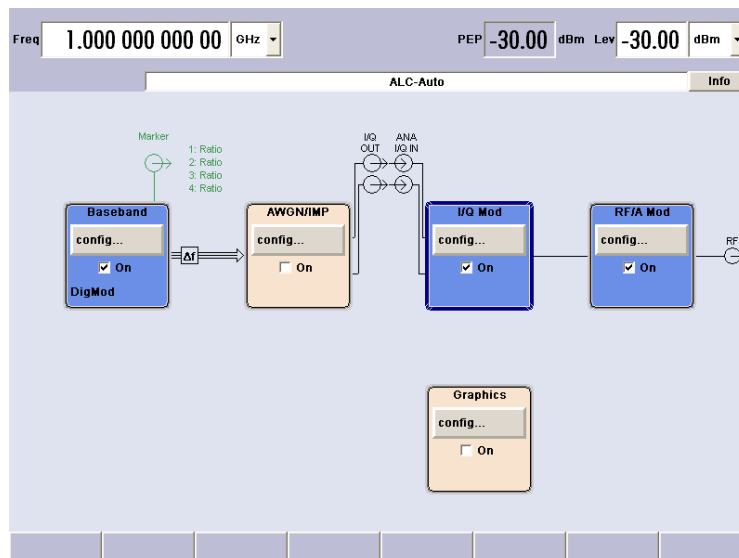 Freq 1.000 000 000 00 GHz PEP -30.00 dBm Lev -30.00 dBm
ALC-Auto Info
Marker
1: Ratio
2: Ratio
3: Ratio
4: Ratio
I/Q OUT
ANA I/Q IN
Baseband
config...
On
DigMod
Δf
AWGN/IMP
config...
On
I/Q Mod
config...
On
RF/A Mod
config...
On
RF
Graphics
config...
On